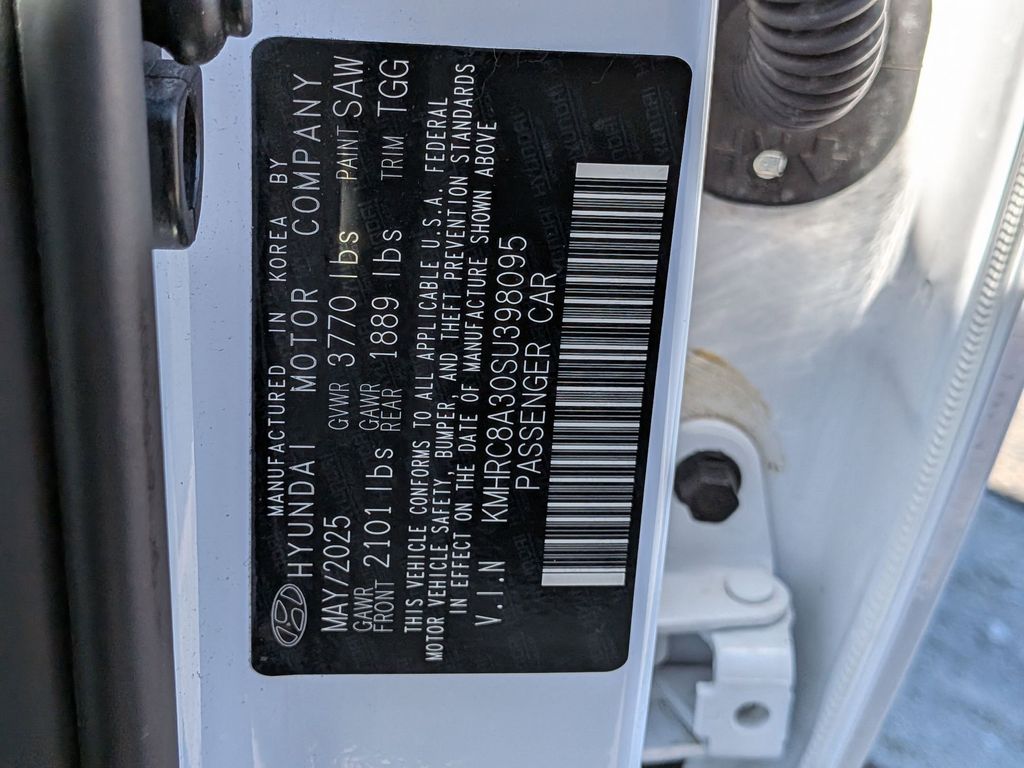 MANUFACTURED IN KOREA BY
HYUNDAI MOTOR COMPANY
MAY/2025 GVWR 3770 lbs PAINT SAW
GAWR FRONT 2101lbs GAWR REAR 1889 lbs TRIM TGG
THIS VEHICLE CONFORMS TO ALL APPLICABLE U.S.A. FEDERAL
MOTOR VEHICLE SAFETY, BUMPER, AND THEFT PREVENTION STANDARDS
IN EFFECT ON THE DATE OF MANUFACTURE SHOWN ABOVE
V.I.N KMHRC8A30SU398095
PASSENGER CAR